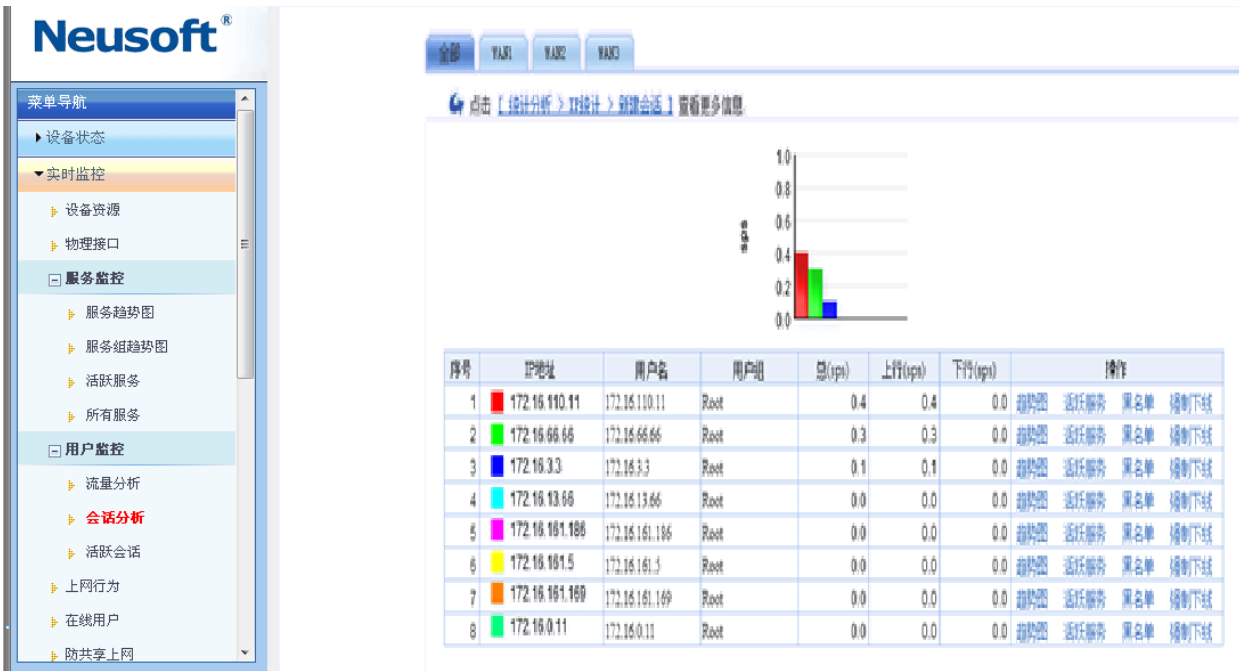 Neusoft®
菜单导航
设备状态
实时监控
设备资源
物理接口
服务监控
服务趋势图
服务组趋势图
活跃服务
所有服务
用户监控
流量分析
会话分析
活跃会话
上网行为
在线用户
防共享上网
全部 WAN1 WAN2 WAN3
点击 [ 统计分析 > IP统计 > 新建会话 ] 查看更多信息.
1.0
0.8
0.6
0.4
0.2
0.0
序号 IP地址 用户名 用户组 总(sps) 上行(sps) 下行(sps) 操作
1 172.16.110.11 172.16.110.11 Root 0.4 0.4 0.0 趋势图 活跃服务 黑名单 强制下线
2 172.16.66.66 172.16.66.66 Root 0.3 0.3 0.0 趋势图 活跃服务 黑名单 强制下线
3 172.16.3.3 172.16.3.3 Root 0.1 0.1 0.0 趋势图 活跃服务 黑名单 强制下线
4 172.16.13.66 172.16.13.66 Root 0.0 0.0 0.0 趋势图 活跃服务 黑名单 强制下线
5 172.16.161.186 172.16.161.186 Root 0.0 0.0 0.0 趋势图 活跃服务 黑名单 强制下线
6 172.16.161.5 172.16.161.5 Root 0.0 0.0 0.0 趋势图 活跃服务 黑名单 强制下线
7 172.16.161.169 172.16.161.169 Root 0.0 0.0 0.0 趋势图 活跃服务 黑名单 强制下线
8 172.16.0.11 172.16.0.11 Root 0.0 0.0 0.0 趋势图 活跃服务 黑名单 强制下线